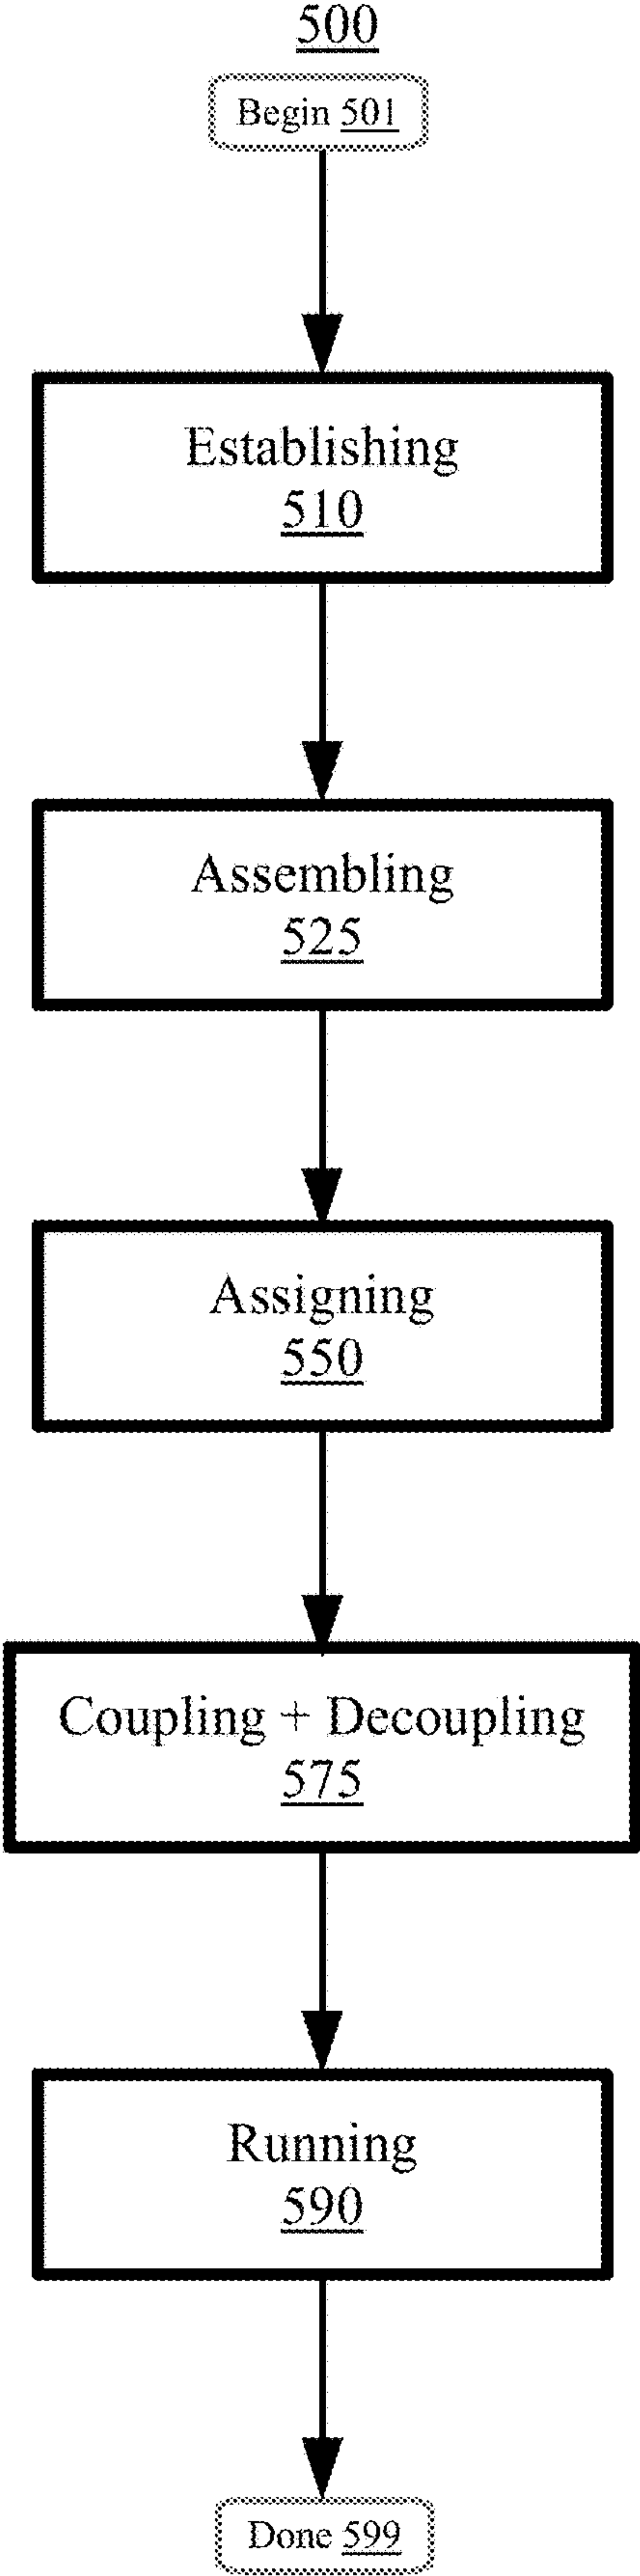 500
Begin 501
Establishing
510
Assembling
525
Assigning
550
Coupling + Decoupling
575
Running
590
Done 599